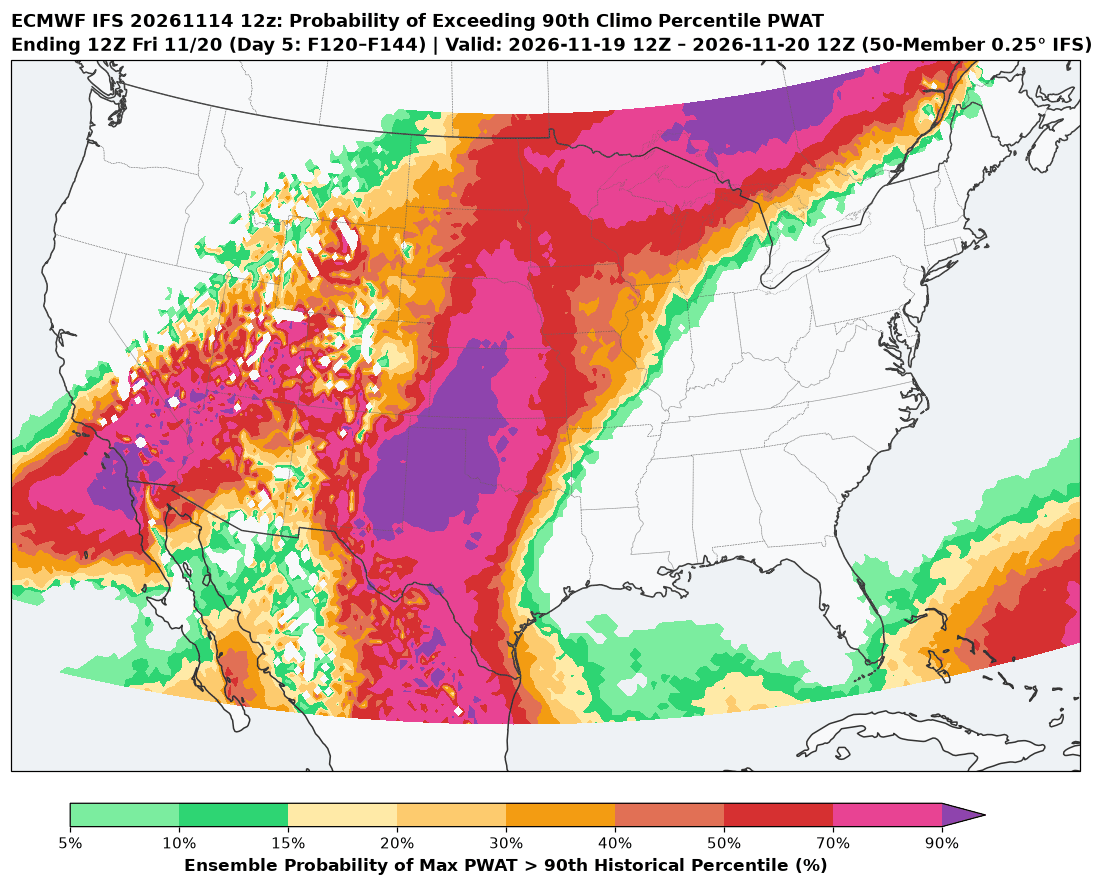 ECMWF IFS 20261114 12z: Probability of Exceeding 90th Climo Percentile PWAT
Ending 12Z Fri 11/20 (Day 5: F120–F144) | Valid: 2026-11-19 12Z – 2026-11-20 12Z (50-Member 0.25° IFS)
5% 10% 15% 20% 30% 40% 50% 70% 90%
Ensemble Probability of Max PWAT > 90th Historical Percentile (%)